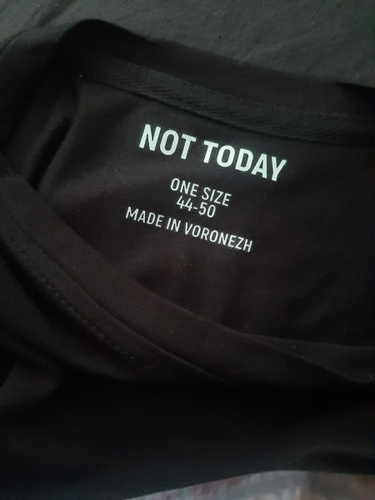 NOT TODAY
ONE SIZE
44-50
MADE IN VORONEZH